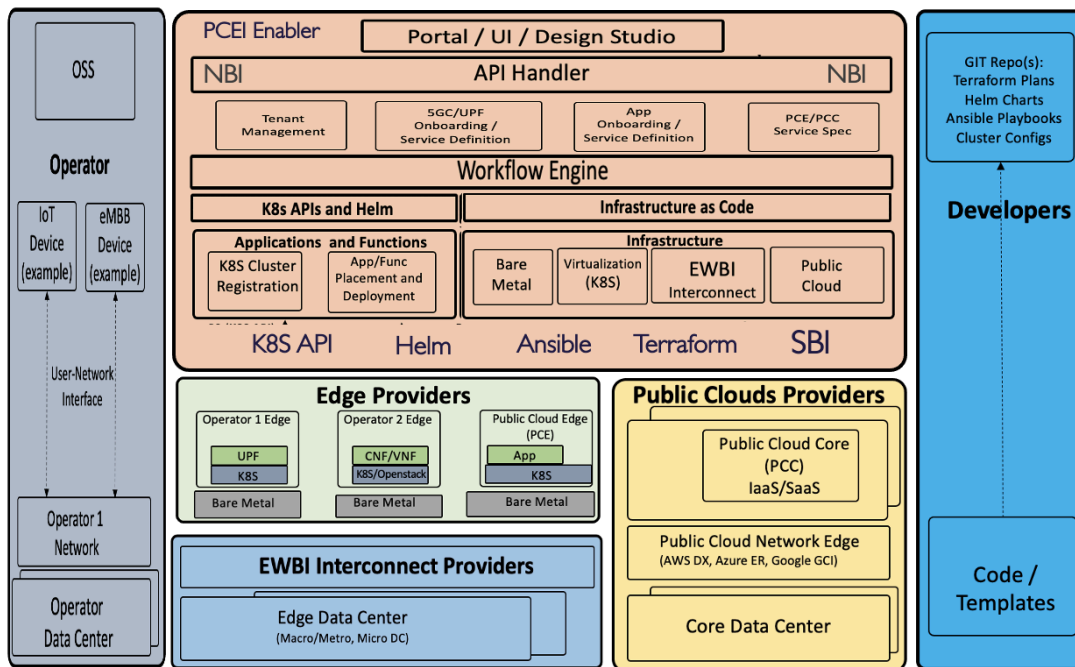 OSS
Operator
IoT
Device
(example)
eMBB
Device
(example)
User-Network
Interface
Operator 1
Network
Operator
Data Center
PCEI Enabler
Portal / UI / Design Studio
NBI
API Handler
NBI
Tenant
Management
5GC/UPF
Onboarding /
Service Definition
App
Onboarding /
Service Definition
PCE/PCC
Service Spec
Workflow Engine
K8s APIs and Helm
Infrastructure as Code
Applications and Functions
K8S Cluster
Registration
App/Func
Placement and
Deployment
Infrastructure
Bare
Metal
Virtualization
(K8S)
EWBI
Interconnect
Public
Cloud
K8S API
Helm
Ansible
Terraform
SBI
Edge Providers
Operator 1 Edge
UPF
K8S
Bare Metal
Operator 2 Edge
CNF/VNF
K8S/Openstack
Bare Metal
Public Cloud Edge
(PCE)
App
K8S
Bare Metal
EWBI Interconnect Providers
Edge Data Center
(Macro/Metro, Micro DC)
Public Clouds Providers
Public Cloud Core
(PCC)
IaaS/SaaS
Public Cloud Network Edge
(AWS DX, Azure ER, Google GCI)
Core Data Center
GIT Repo(s):
Terraform Plans
Helm Charts
Ansible Playbooks
Cluster Configs
Developers
Code /
Templates